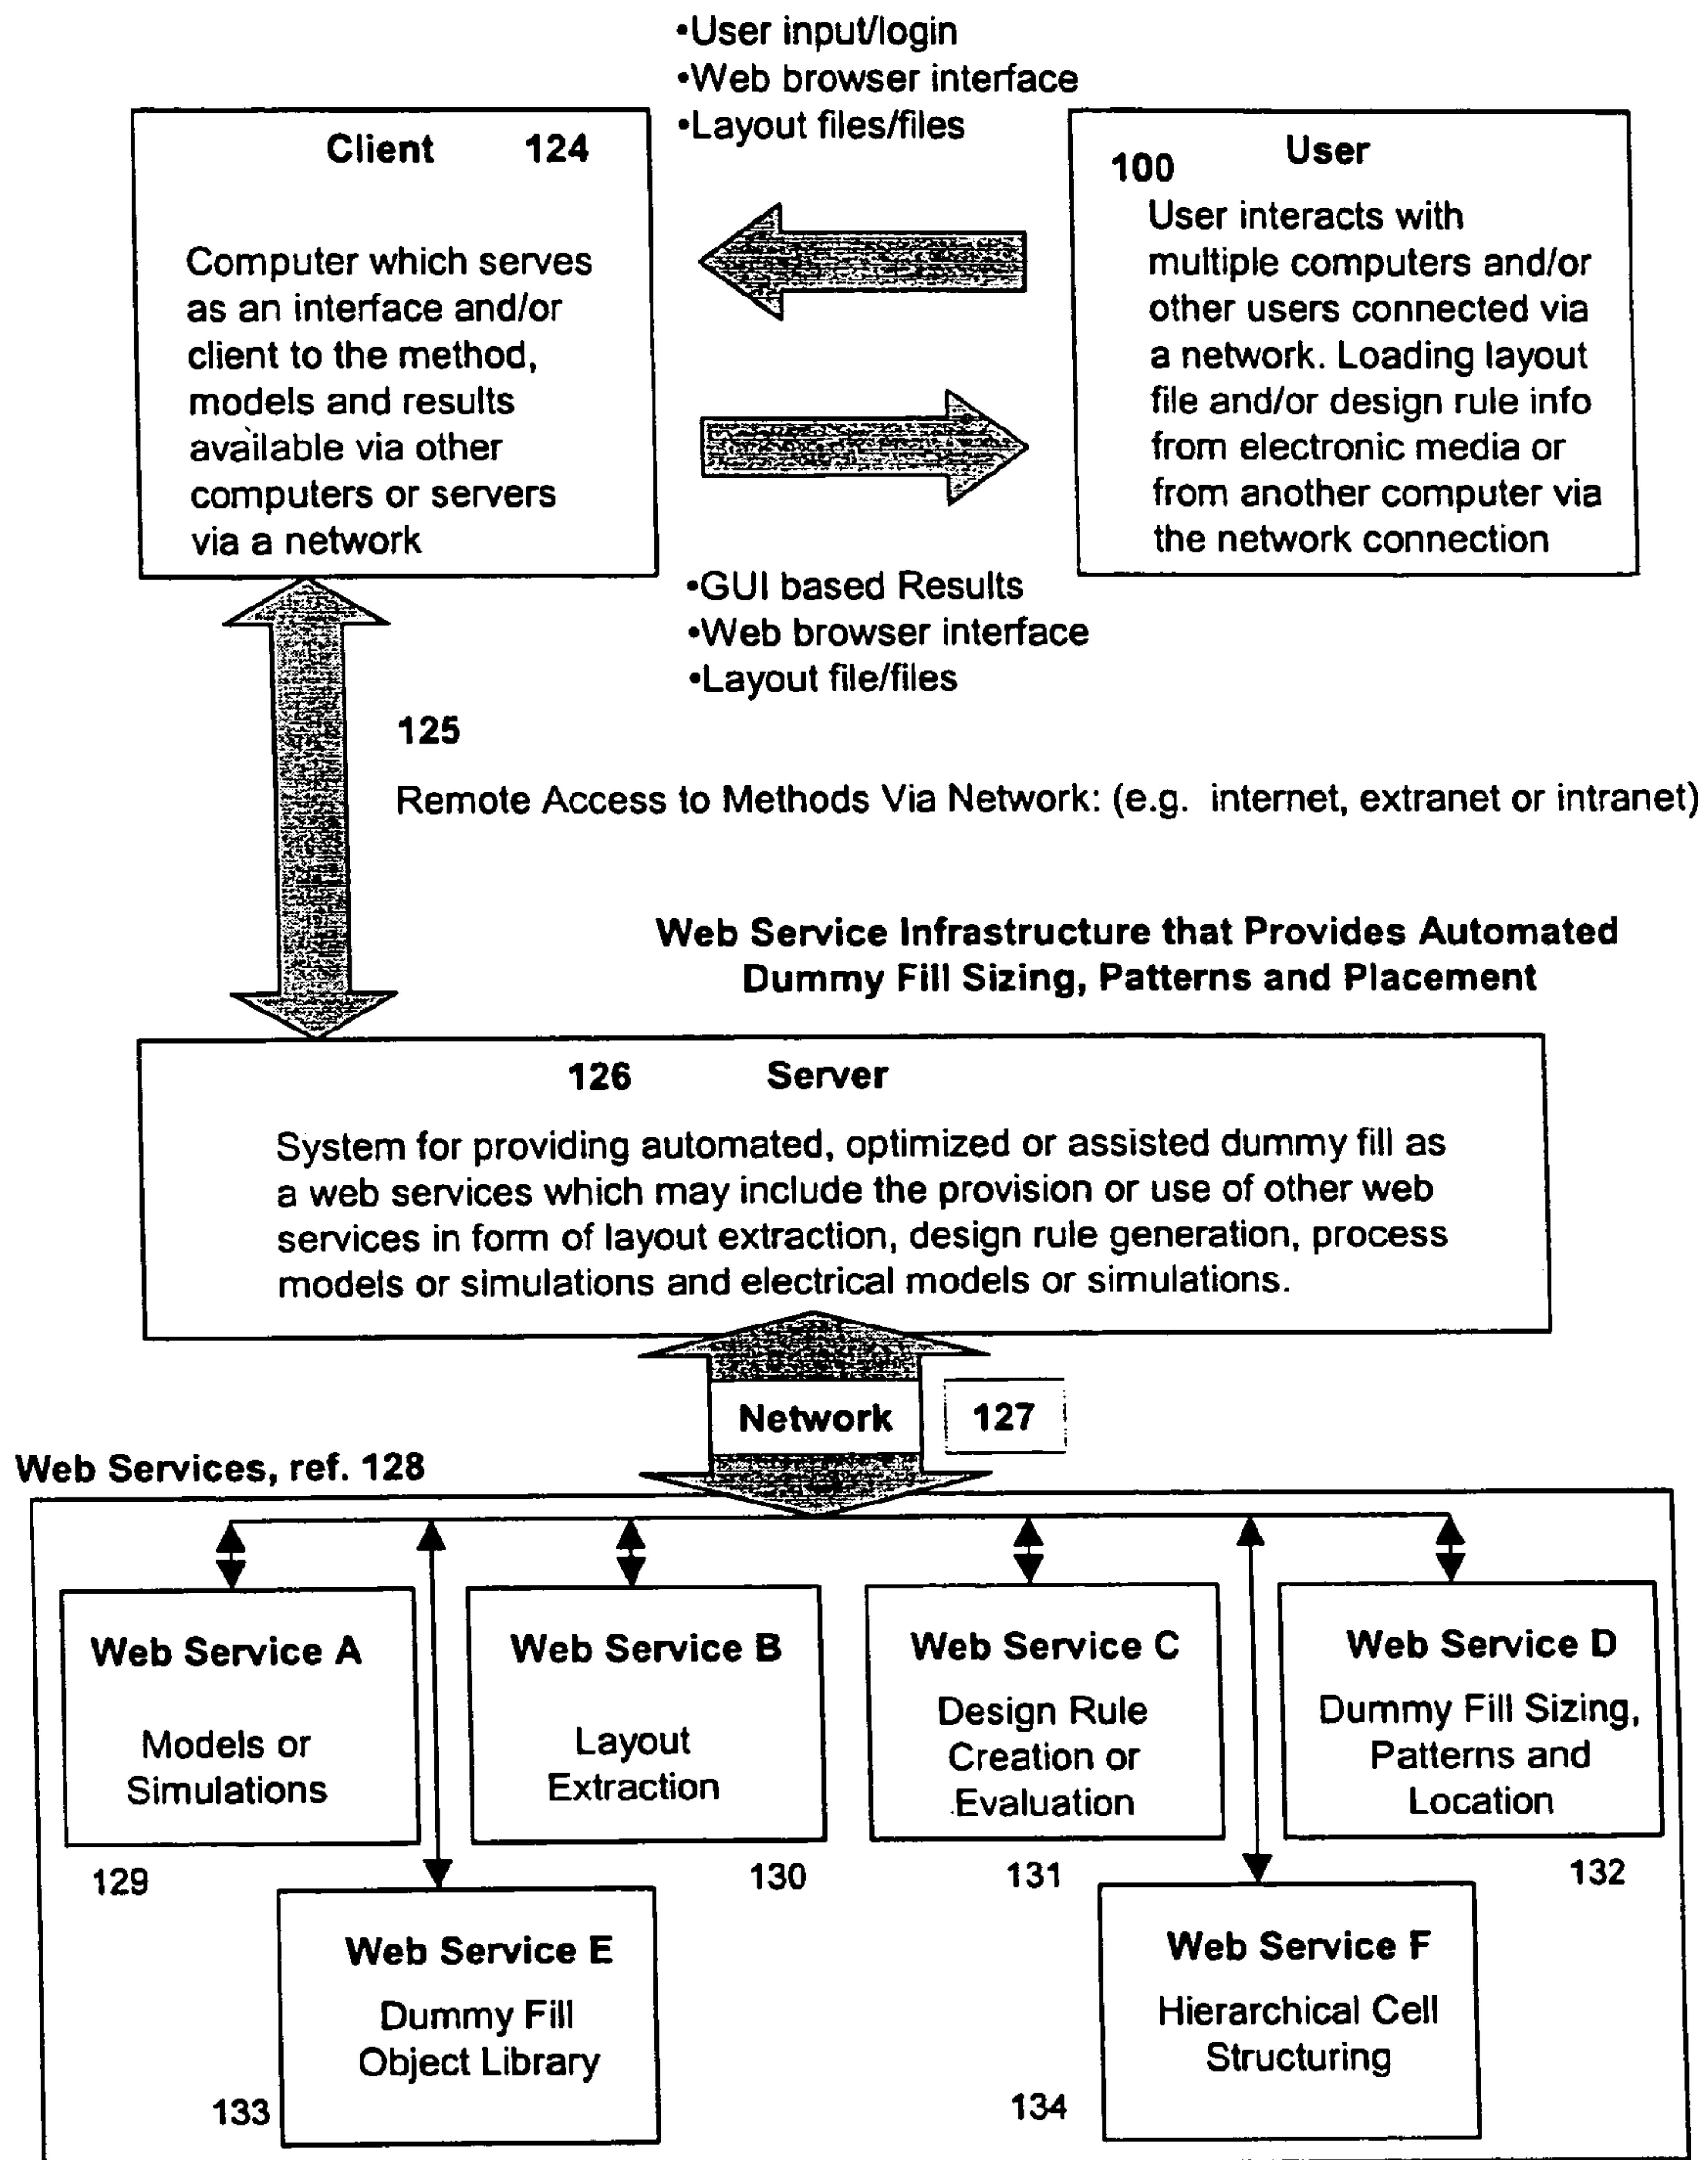 •User input/login
•Web browser interface
•Layout files/files
Client 124
Computer which serves
as an interface and/or
client to the method,
models and results
available via other
computers or servers
via a network
100 User
User interacts with
multiple computers and/or
other users connected via
a network. Loading layout
file and/or design rule info
from electronic media or
from another computer via
the network connection
•GUI based Results
•Web browser interface
•Layout file/files
125
Remote Access to Methods Via Network: (e.g. internet, extranet or intranet)
Web Service Infrastructure that Provides Automated
Dummy Fill Sizing, Patterns and Placement
126 Server
System for providing automated, optimized or assisted dummy fill as
a web services which may include the provision or use of other web
services in form of layout extraction, design rule generation, process
models or simulations and electrical models or simulations.
Network 127
Web Services, ref. 128
Web Service A
Models or
Simulations
129
Web Service B
Layout
Extraction
130
Web Service C
Design Rule
Creation or
Evaluation
131
Web Service D
Dummy Fill Sizing,
Patterns and
Location
132
Web Service E
Dummy Fill
Object Library
133
Web Service F
Hierarchical Cell
Structuring
134